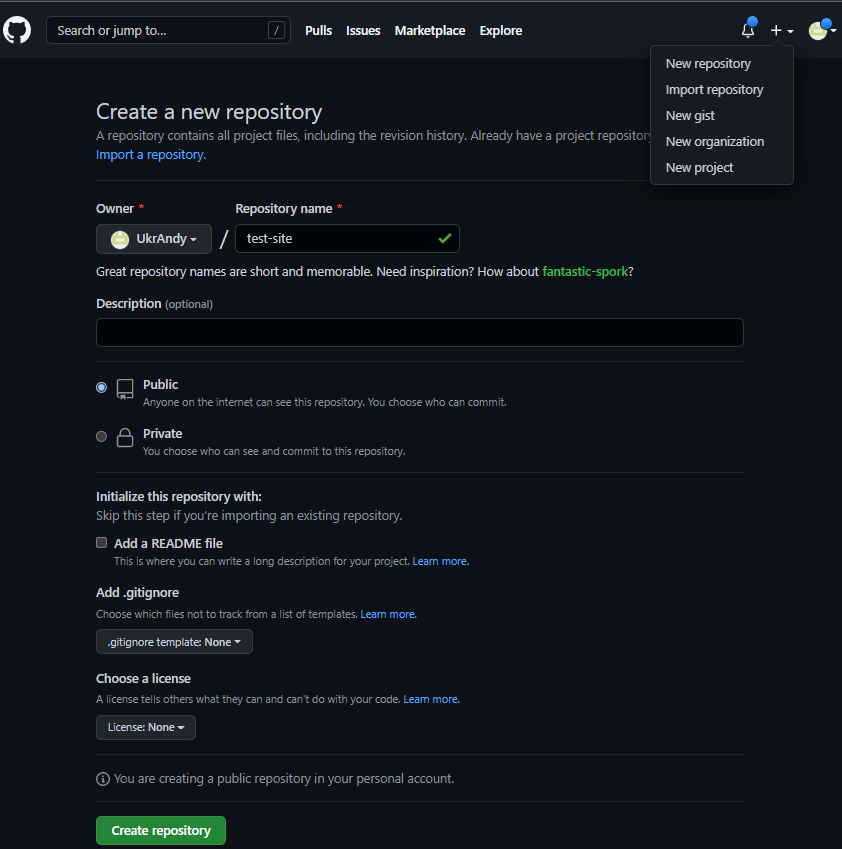 Search or jump to... /
Pulls Issues Marketplace Explore
New repository
Import repository
New gist
New organization
New project
Create a new repository
A repository contains all project files, including the revision history. Already have a project repository
Import a repository.
Owner * Repository name *
UkrAndy / test-site
Great repository names are short and memorable. Need inspiration? How about fantastic-spork?
Description (optional)
Public
Anyone on the internet can see this repository. You choose who can commit.
Private
You choose who can see and commit to this repository.
Initialize this repository with:
Skip this step if you're importing an existing repository.
Add a README file
This is where you can write a long description for your project. Learn more.
Add .gitignore
Choose which files not to track from a list of templates. Learn more.
.gitignore template: None
Choose a license
A license tells others what they can and can't do with your code. Learn more.
License: None
You are creating a public repository in your personal account.
Create repository